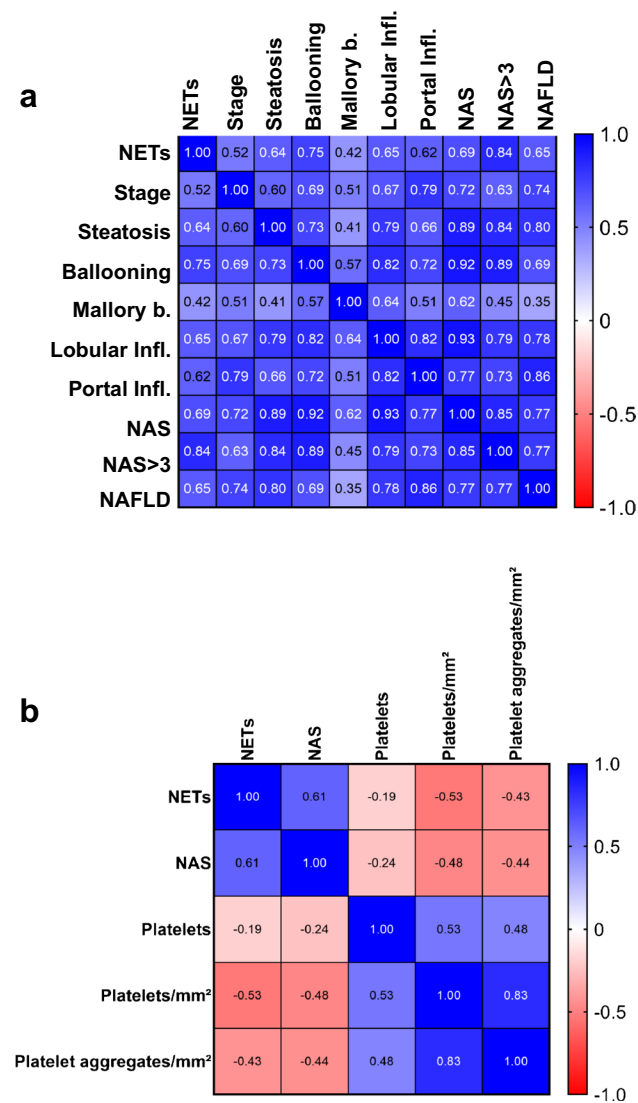 a
NETs Stage Steatosis Ballooning Mallory b. Lobular Infl. Portal Infl. NAS NAS>3 NAFLD
NETs 1.00 0.52 0.64 0.75 0.42 0.65 0.62 0.69 0.84 0.65
Stage 0.52 1.00 0.60 0.69 0.51 0.67 0.79 0.72 0.63 0.74
Steatosis 0.64 0.60 1.00 0.73 0.41 0.79 0.66 0.89 0.84 0.80
Ballooning 0.75 0.69 0.73 1.00 0.57 0.82 0.72 0.92 0.89 0.69
Mallory b. 0.42 0.51 0.41 0.57 1.00 0.64 0.51 0.62 0.45 0.35
Lobular Infl. 0.65 0.67 0.79 0.82 0.64 1.00 0.82 0.93 0.79 0.78
Portal Infl. 0.62 0.79 0.66 0.72 0.51 0.82 1.00 0.77 0.73 0.86
NAS 0.69 0.72 0.89 0.92 0.62 0.93 0.77 1.00 0.85 0.77
NAS>3 0.84 0.63 0.84 0.89 0.45 0.79 0.73 0.85 1.00 0.77
NAFLD 0.65 0.74 0.80 0.69 0.35 0.78 0.86 0.77 0.77 1.00
1.0
0.5
0
-0.5
-1.0
b
NETs NAS Platelets Platelets/mm² Platelet aggregates/mm²
NETs 1.00 0.61 -0.19 -0.53 -0.43
NAS 0.61 1.00 -0.24 -0.48 -0.44
Platelets -0.19 -0.24 1.00 0.53 0.48
Platelets/mm² -0.53 -0.48 0.53 1.00 0.83
Platelet aggregates/mm² -0.43 -0.44 0.48 0.83 1.00
1.0
0.5
0
-0.5
-1.0